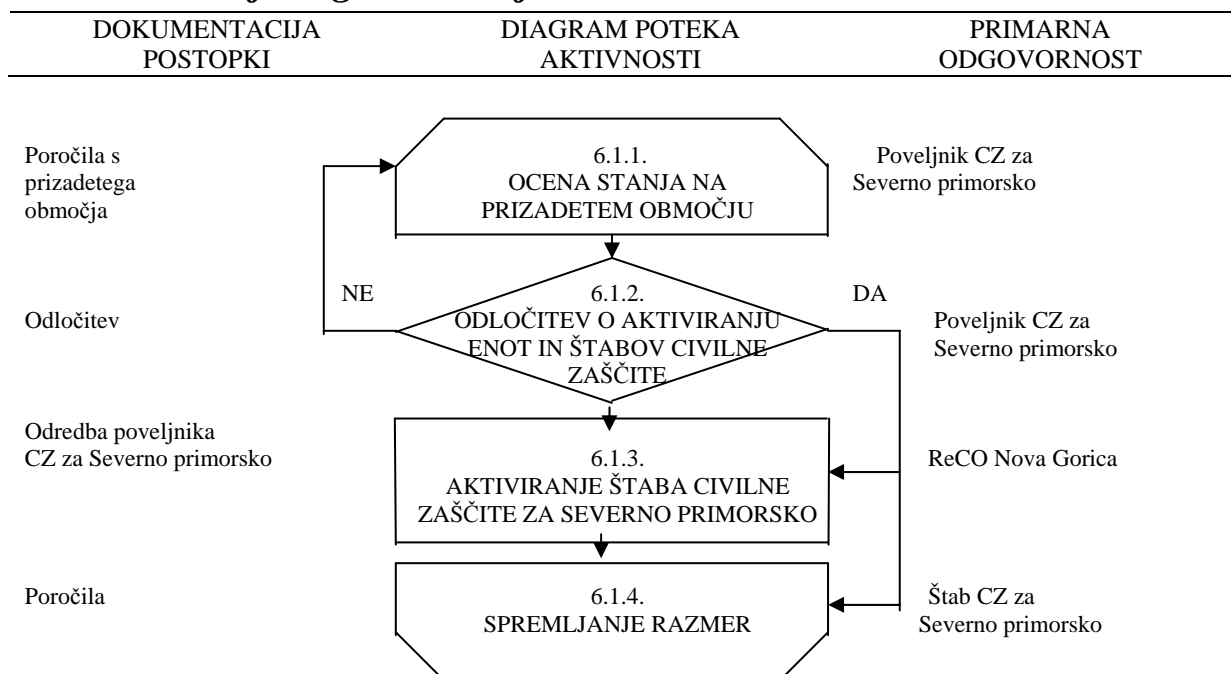 DOKUMENTACIJA
POSTOPKI
DIAGRAM POTEKA
AKTIVNOSTI
PRIMARNA
ODGOVORNOST
Poročila s
prizadetega
območja
6.1.1.
OCENA STANJA NA
PRIZADETEM OBMOČJU
Poveljnik CZ za
Severno primorsko
NE
DA
Odločitev
6.1.2.
ODLOČITEV O AKTIVIRANJU
ENOT IN ŠTABOV CIVILNE
ZAŠČITE
Poveljnik CZ za
Severno primorsko
Odredba poveljnika
CZ za Severno primorsko
6.1.3.
AKTIVIRANJE ŠTABA CIVILNE
ZAŠČITE ZA SEVERNO PRIMORSKO
ReCO Nova Gorica
Poročila
6.1.4.
SPREMLJANJE RAZMER
Štab CZ za
Severno primorsko